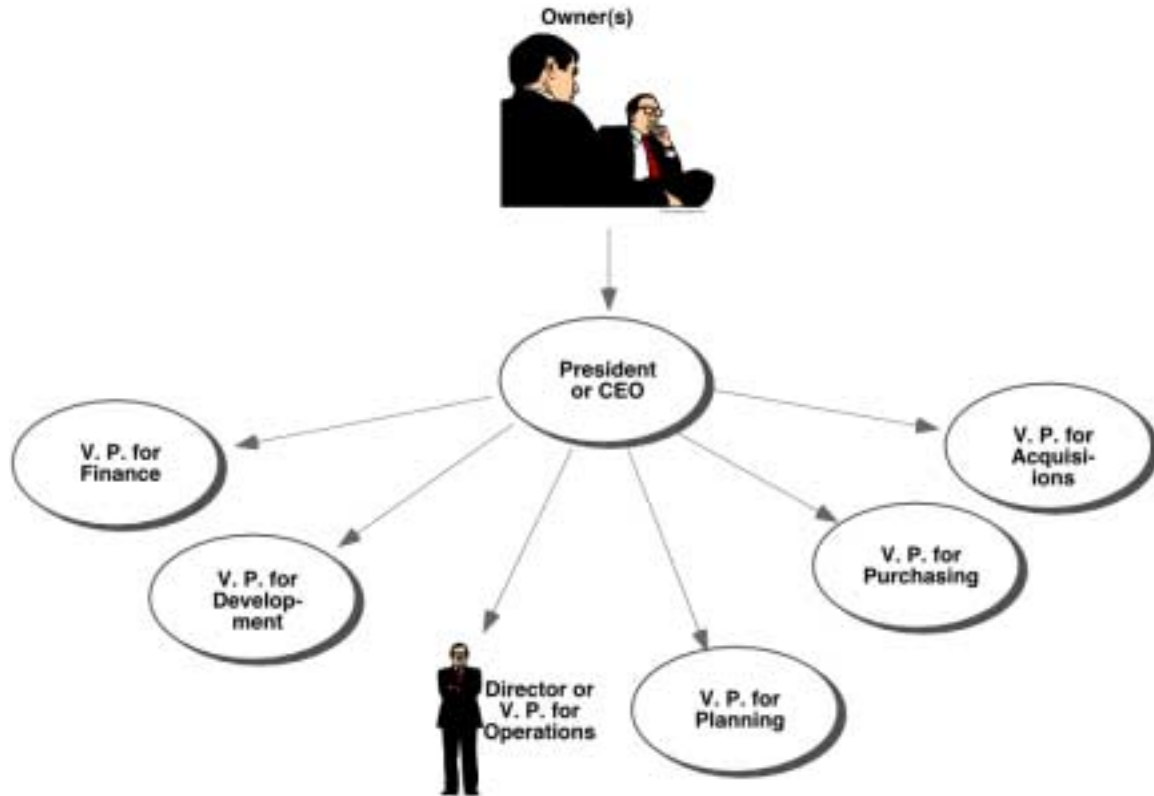 Owner(s)
President
or CEO
V. P. for
Finance
V. P. for
Acquisi-
ions
V. P. for
Develop-
ment
V. P. for
Purchasing
Director or
V. P. for
Operations
V. P. for
Planning